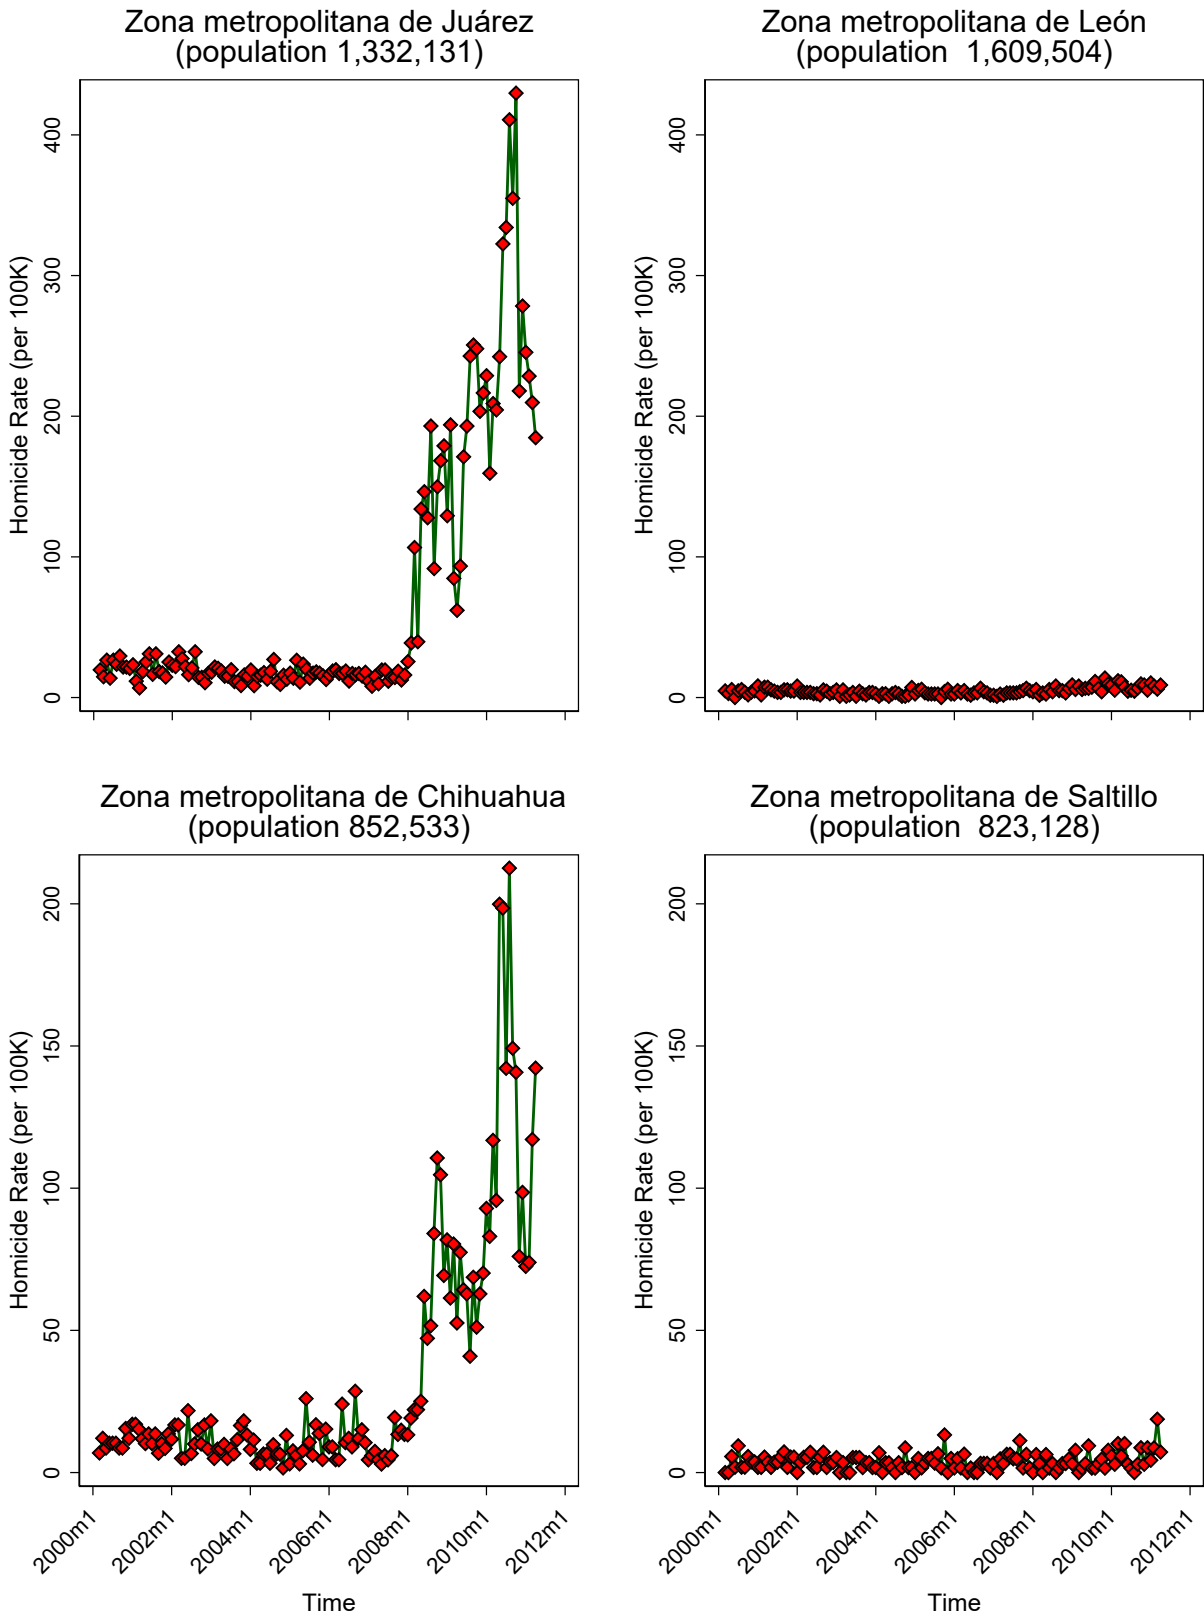 Zona metropolitana de Juárez
(population 1,332,131)
Homicide Rate (per 100K)
400
300
200
100
0
Zona metropolitana de León
(population  1,609,504)
Homicide Rate (per 100K)
400
300
200
100
0
Zona metropolitana de Chihuahua
(population 852,533)
Homicide Rate (per 100K)
200
150
100
50
0
2000m1
2002m1
2004m1
2006m1
2008m1
2010m1
2012m1
Time
Zona metropolitana de Saltillo
(population  823,128)
Homicide Rate (per 100K)
200
150
100
50
0
2000m1
2002m1
2004m1
2006m1
2008m1
2010m1
2012m1
Time